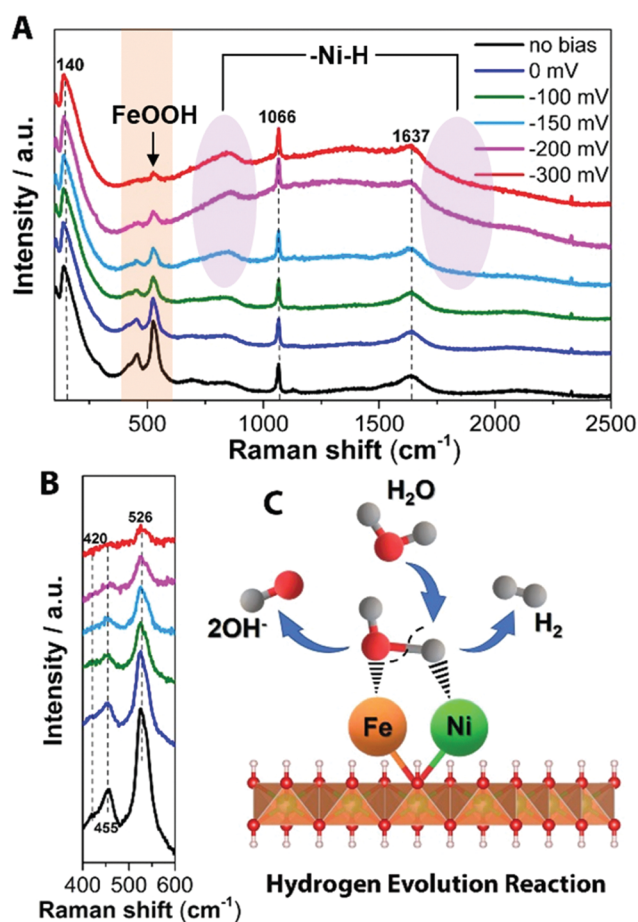 A
Intensity / a.u.
140
FeOOH
-Ni-H
1066
1637
no bias
0 mV
-100 mV
-150 mV
-200 mV
-300 mV
500
1000
1500
2000
2500
Raman shift (cm⁻¹)
B
Intensity / a.u.
420
526
455
400
500
600
Raman shift (cm⁻¹)
C
H₂O
2OH⁻
H₂
Fe
Ni
Hydrogen Evolution Reaction